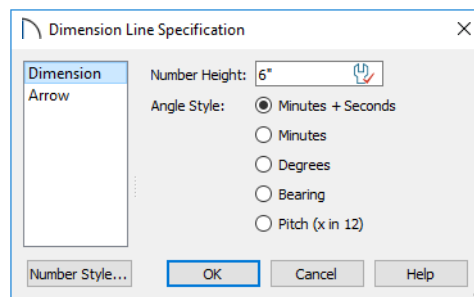 Dimension Line Specification
Dimension
Arrow
Number Height: 6"
Angle Style: Minutes + Seconds
Minutes
Degrees
Bearing
Pitch (x in 12)
Number Style... OK Cancel Help